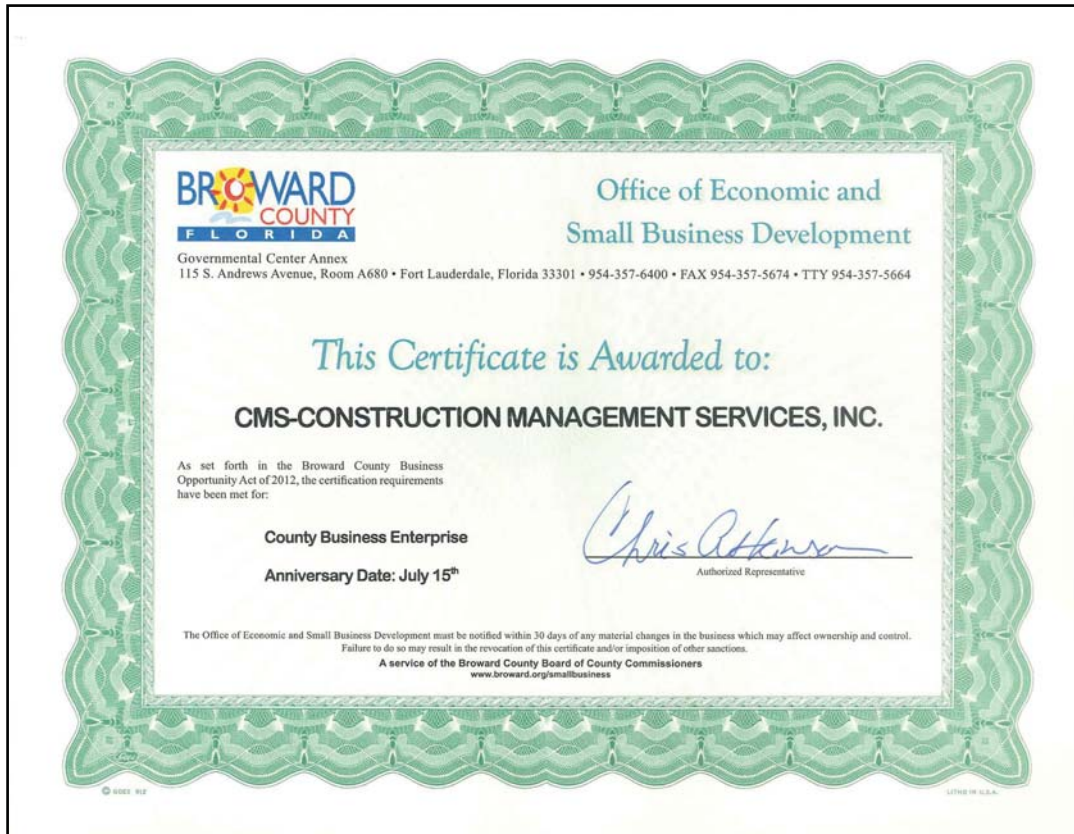 BROWARD
COUNTY
FLORIDA
Office of Economic and
Small Business Development
Governmental Center Annex
115 S. Andrews Avenue, Room A680 • Fort Lauderdale, Florida 33301 • 954-357-6400 • FAX 954-357-5674 • TTY 954-357-5664
This Certificate is Awarded to:
CMS-CONSTRUCTION MANAGEMENT SERVICES, INC.
As set forth in the Broward County Business
Opportunity Act of 2012, the certification requirements
have been met for:
County Business Enterprise
Anniversary Date: July 15th
Chris Atkinson
Authorized Representative
The Office of Economic and Small Business Development must be notified within 30 days of any material changes in the business which may affect ownership and control.
Failure to do so may result in the revocation of this certificate and/or imposition of other sanctions.
A service of the Broward County Board of County Commissioners
www.broward.org/smallbusiness
LITHO IN U.S.A.